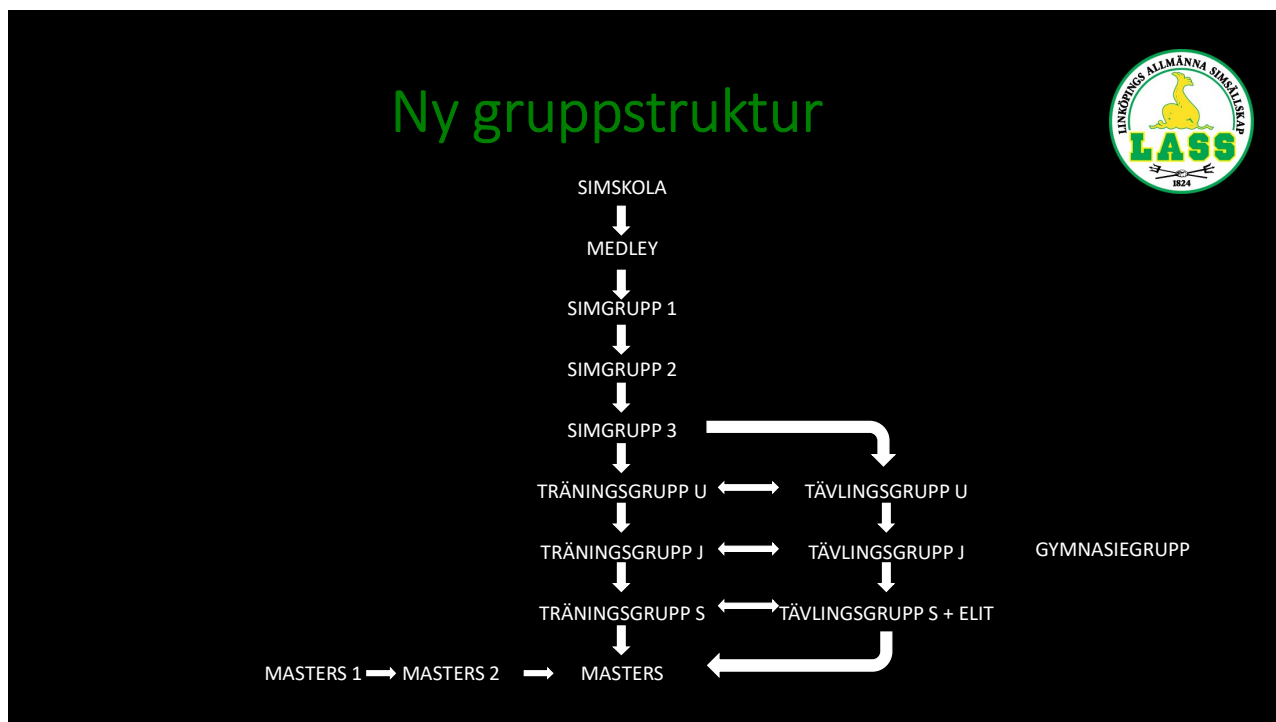 Ny gruppstruktur
LINKÖPINGS ALLMÄNNA SIMSÄLLSKAP
LASS
1824
SIMSKOLA
MEDLEY
SIMGRUPP 1
SIMGRUPP 2
SIMGRUPP 3
TRÄNINGSGRUPP U TÄVLINGSGRUPP U
TRÄNINGSGRUPP J TÄVLINGSGRUPP J GYMNASIEGRUPP
TRÄNINGSGRUPP S TÄVLINGSGRUPP S + ELIT
MASTERS 1 MASTERS 2 MASTERS